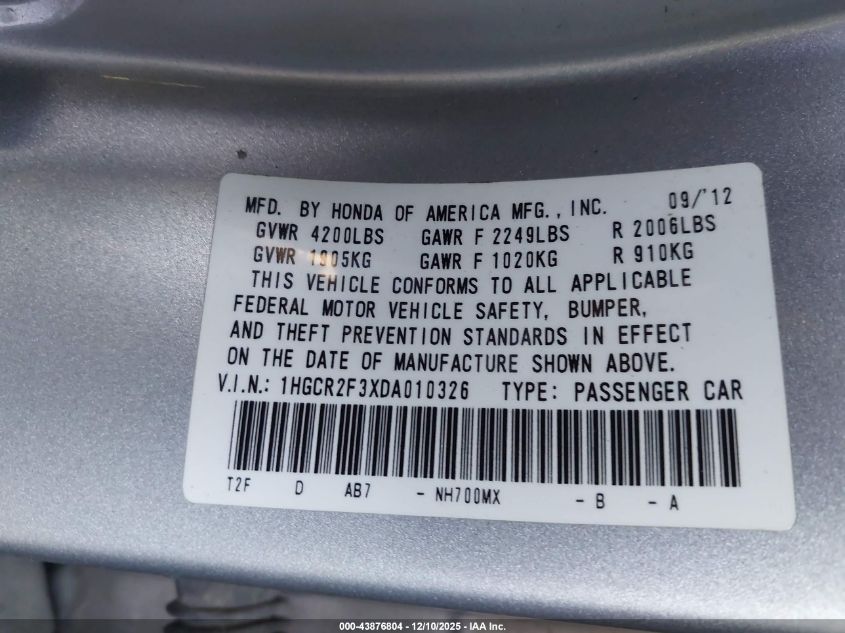 MFD. BY HONDA OF AMERICA MFG., INC. 09/'12
GVWR 4200LBS GAWR F 2249LBS R 2006LBS
GVWR 1905KG GAWR F 1020KG R 910KG
THIS VEHICLE CONFORMS TO ALL APPLICABLE
FEDERAL MOTOR VEHICLE SAFETY, BUMPER,
AND THEFT PREVENTION STANDARDS IN EFFECT
ON THE DATE OF MANUFACTURE SHOWN ABOVE.
V.I.N.: 1HGCR2F3XDA010326 TYPE: PASSENGER CAR
T2F D AB7 - NH700MX - B - A
000-43876804 - 12/10/2025 - IAA Inc.